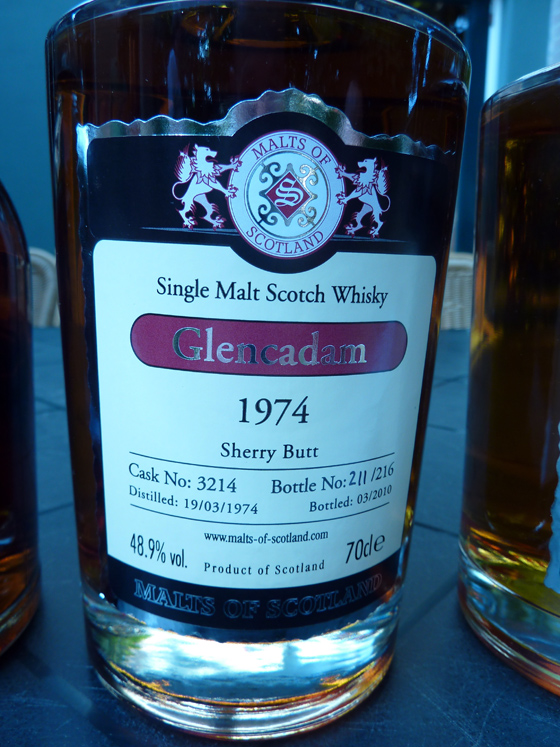 MALTS OF
S
SCOTLAND
Single Malt Scotch Whisky
Glencadam
1974
Sherry Butt
Cask No: 3214 Bottle No: 211 /216
Distilled: 19/03/1974 Bottled: 03/2010
www.malts-of-scotland.com
48.9% vol. Product of Scotland 70cl e
MALTS OF SCOTLAND